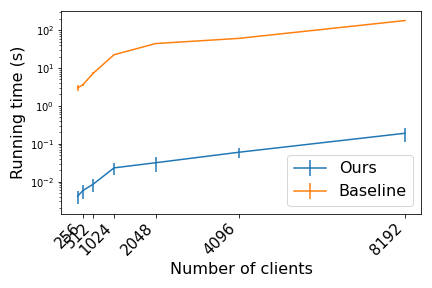 Running time (s)
10²
10¹
10⁰
10⁻¹
10⁻²
Ours
Baseline
256
512
1024
2048
4096
8192
Number of clients